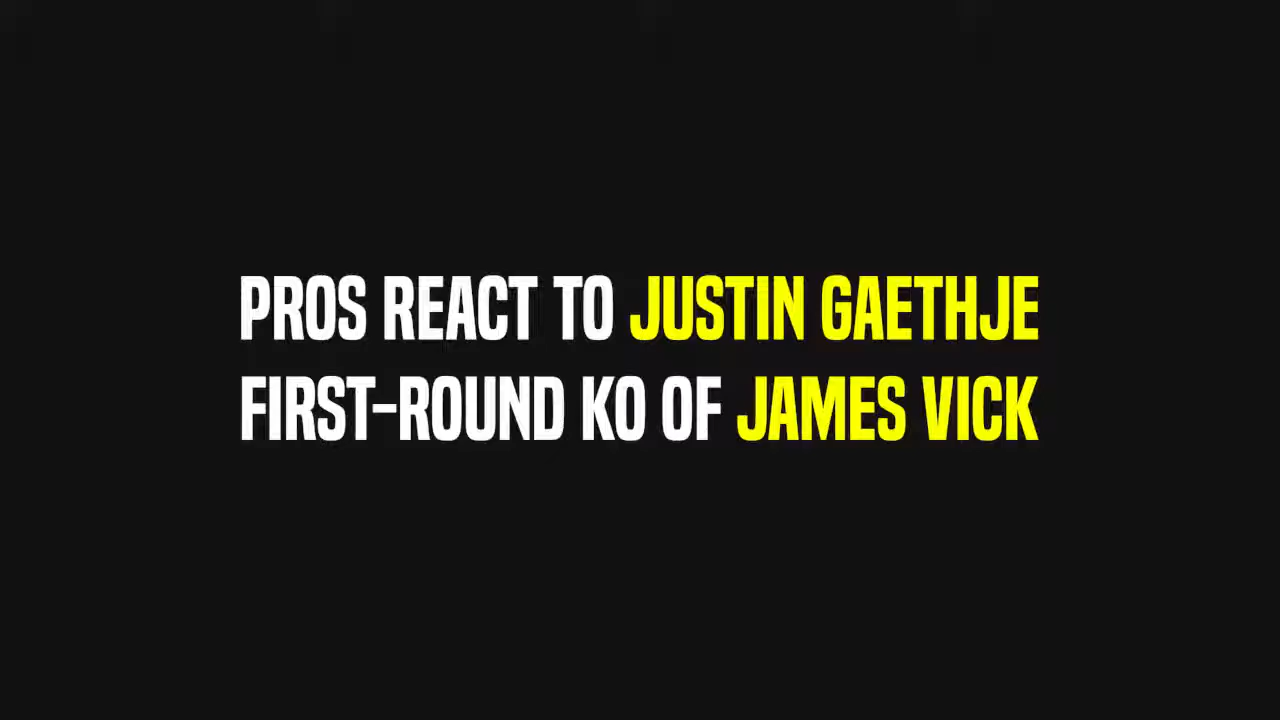 PROS REACT TO JUSTIN GAETHJE
FIRST-ROUND KO OF JAMES VICK